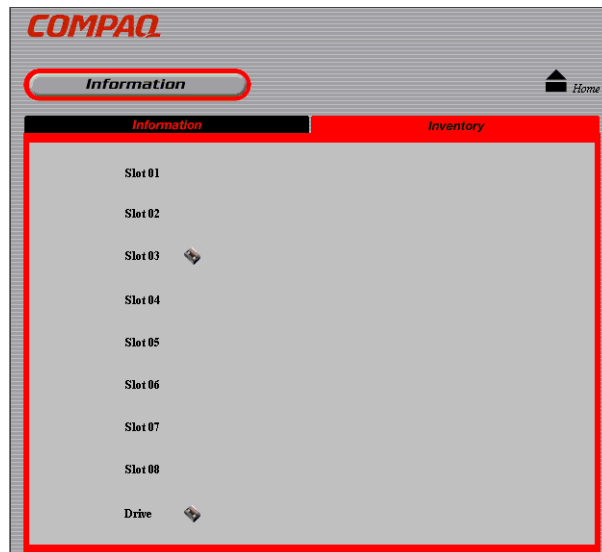 COMPAQ
Information
Home
Information
Inventory
Slot 01
Slot 02
Slot 03
Slot 04
Slot 05
Slot 06
Slot 07
Slot 08
Drive